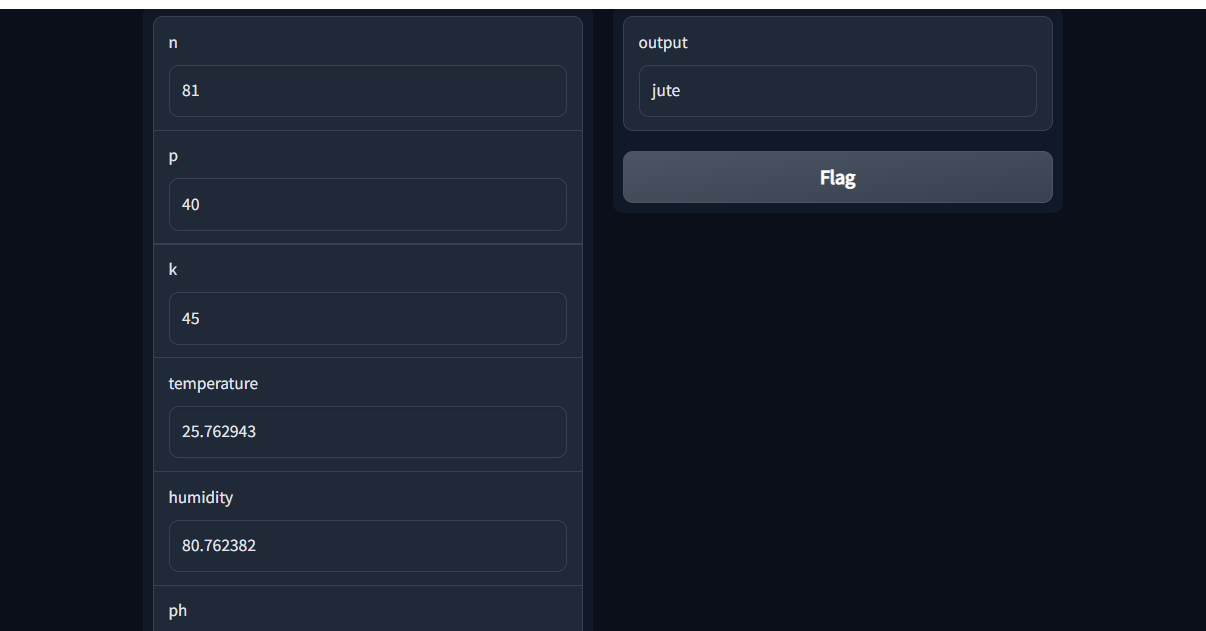 n
81
p
40
k
45
temperature
25.762943
humidity
80.762382
ph
output
jute
Flag